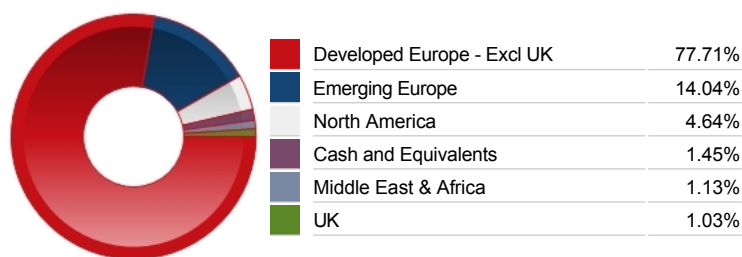 Developed Europe - Excl UK 77.71%
Emerging Europe 14.04%
North America 4.64%
Cash and Equivalents 1.45%
Middle East & Africa 1.13%
UK 1.03%